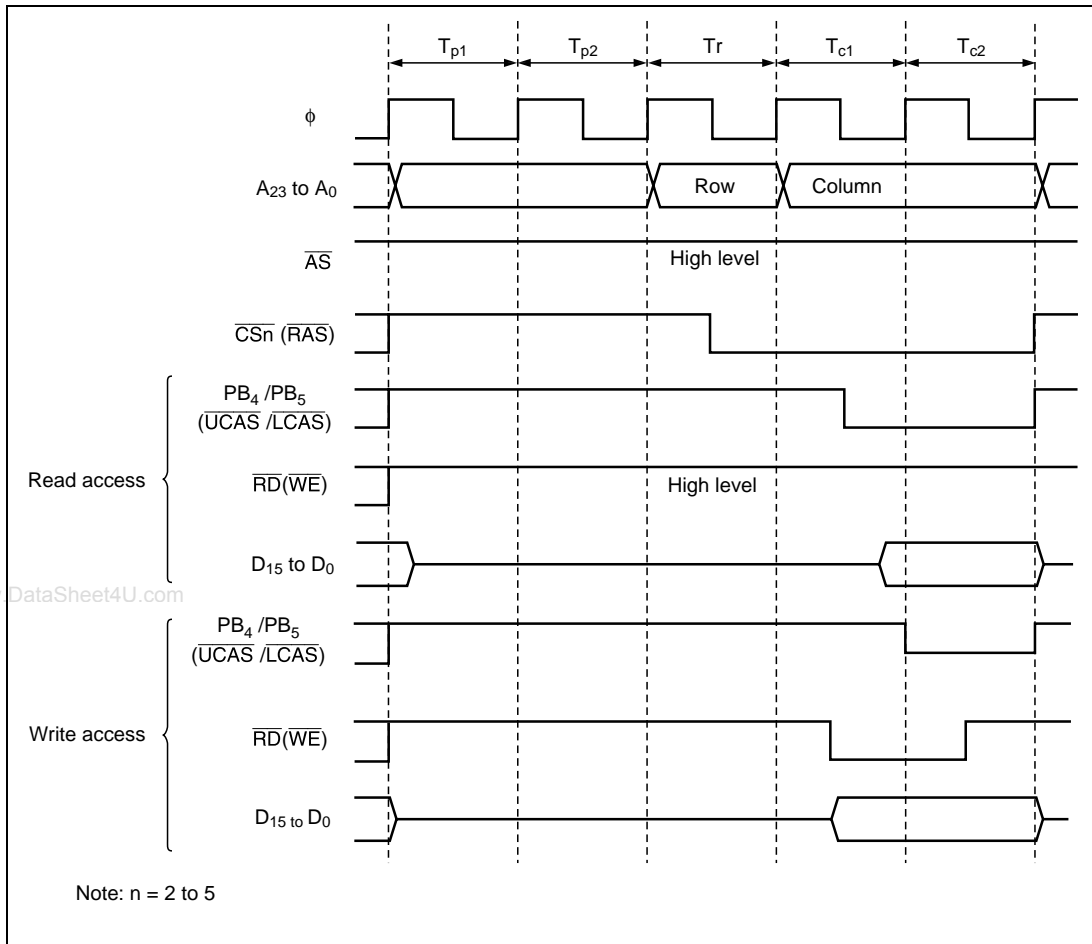 Tp1 Tp2 Tr Tc1 Tc2
ϕ
A23 to A0
Row
Column
AS
High level
CSn (RAS)
Read access
PB4 /PB5
(UCAS /LCAS)
RD(WE)
High level
D15 to D0
.DataSheet4U.com
Write access
PB4 /PB5
(UCAS /LCAS)
RD(WE)
D15 to D0
Note: n = 2 to 5